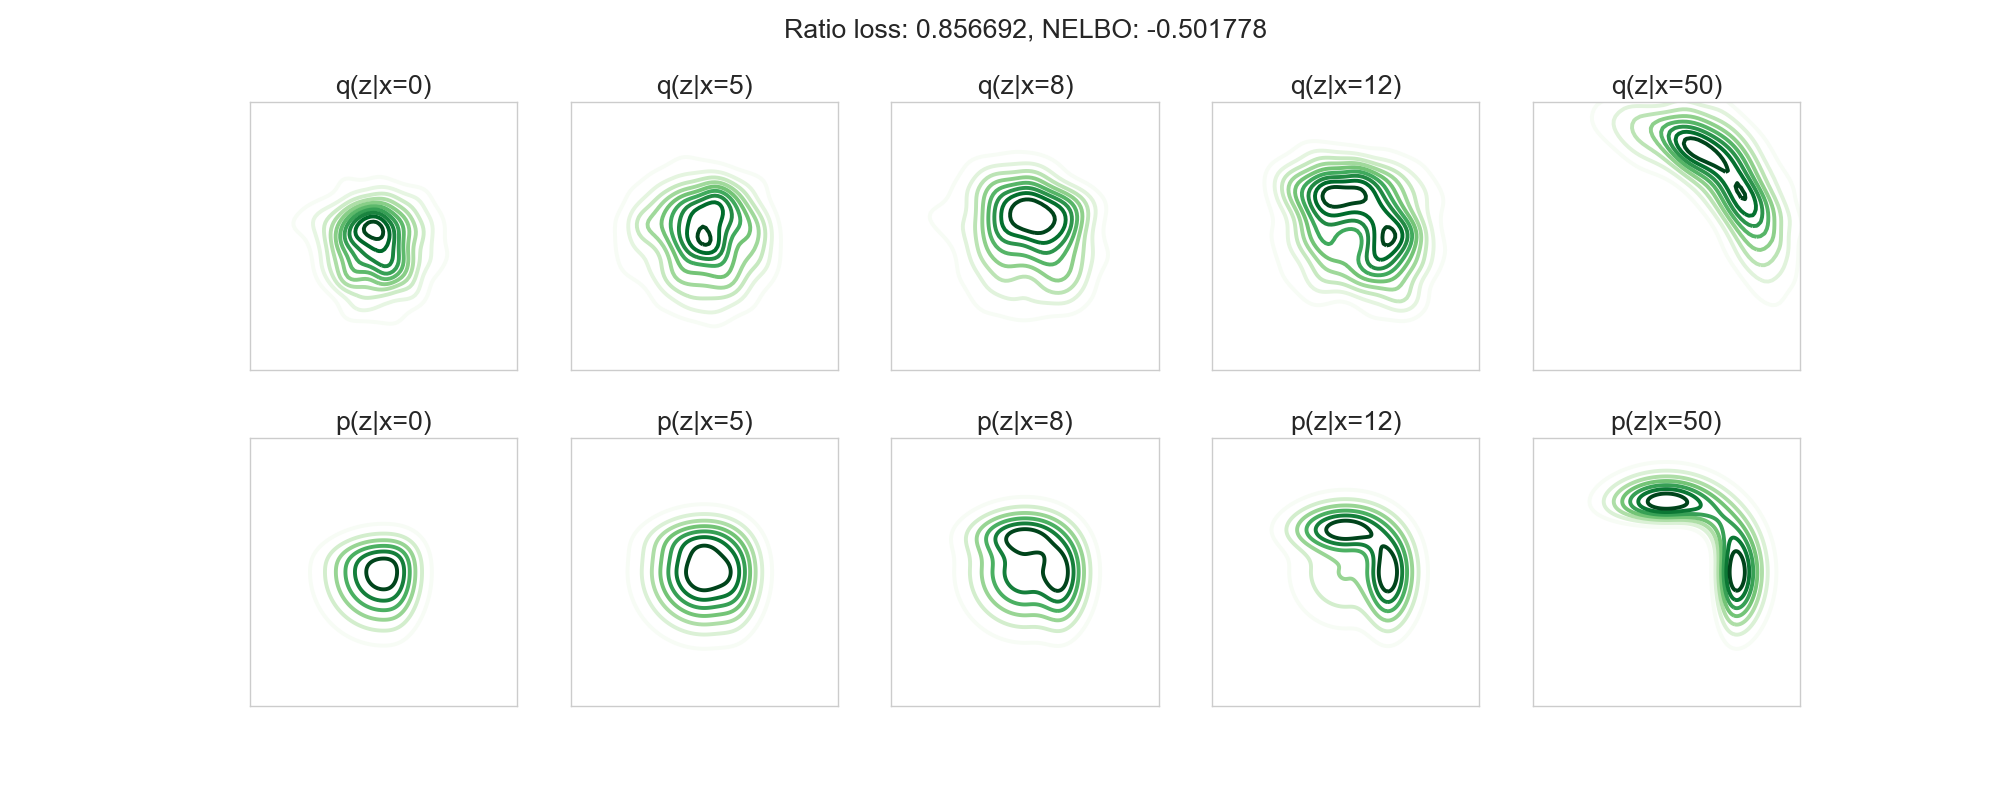 Ratio loss: 0.856692, NELBO: -0.501778
q(z|x=0) q(z|x=5) q(z|x=8) q(z|x=12) q(z|x=50)
p(z|x=0) p(z|x=5) p(z|x=8) p(z|x=12) p(z|x=50)